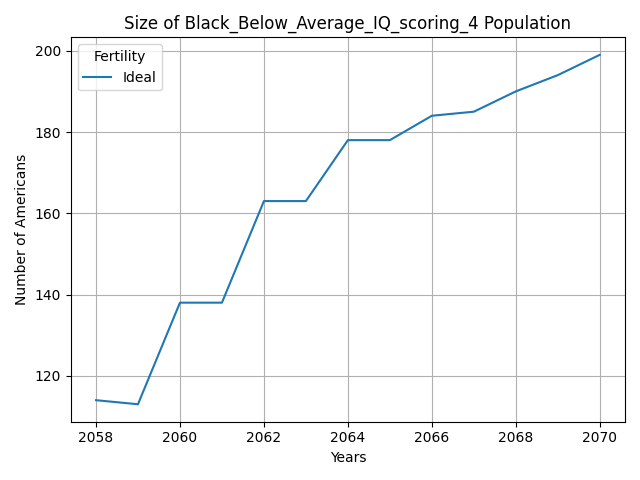 Size of Black_Below_Average_IQ_scoring_4 Population
Fertility
Ideal
Number of Americans
200
180
160
140
120
2058 2060 2062 2064 2066 2068 2070
Years